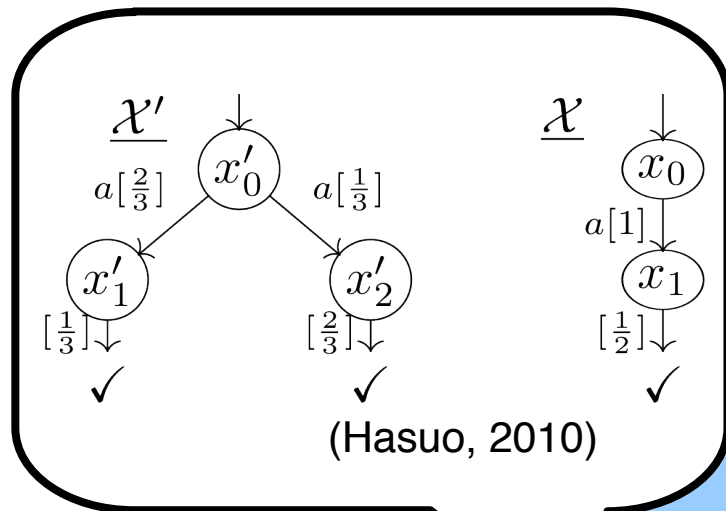 𝒳′ 𝒳
x′₀ x₀
a[2/3] a[1/3] a[1]
x′₁ x′₂ x₁
[1/3] [2/3] [1/2]
✓ ✓ ✓
(Hasuo, 2010)